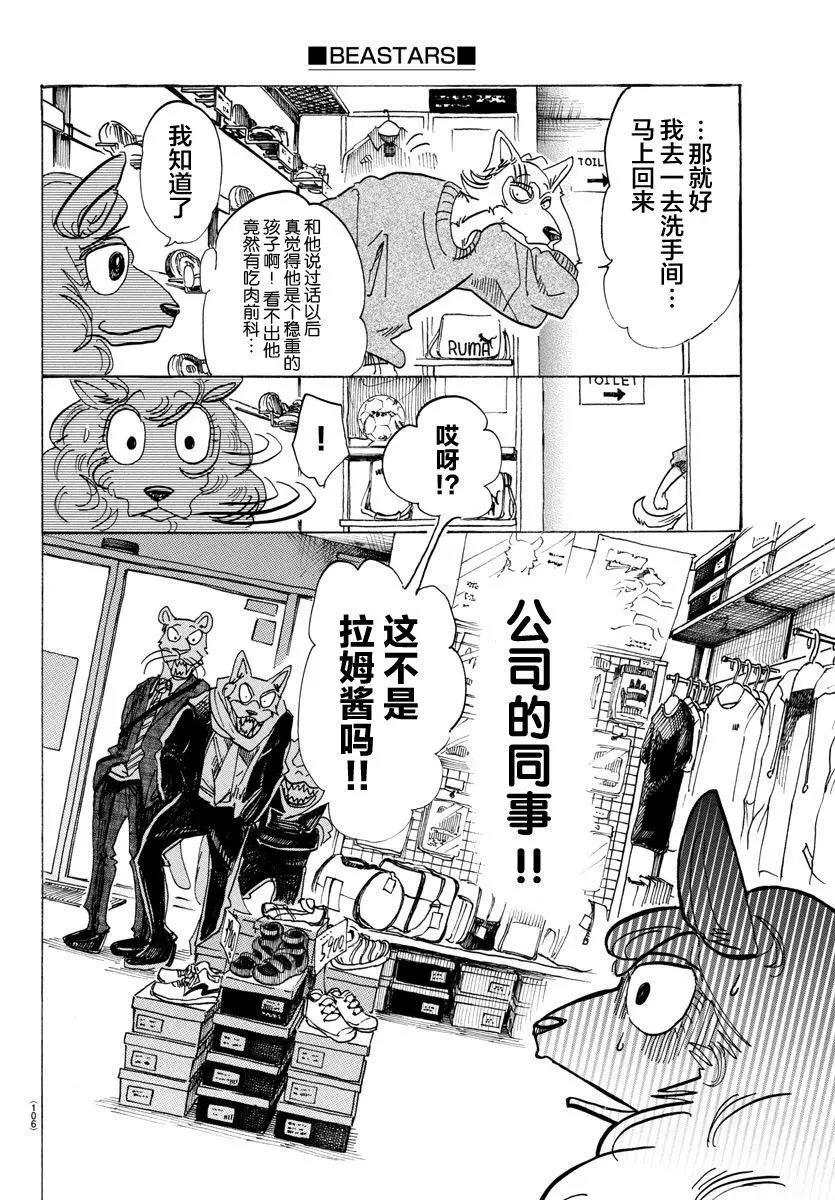 ■BEASTARS■
…那就好
我去一去洗手间…
马上回来
TOIL
我知道了
和他说过话以后
真觉得他是个稳重的
孩子啊！看不出他
竟然有吃肉前科…
RUMA
TOILET
哎呀!?
!
公司的同事!!
这不是
拉姆酱吗!!
(106)